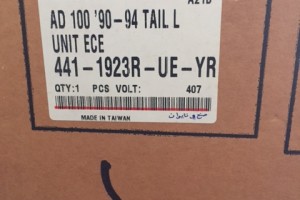 A21B
AD 100 '90-94 TAIL L
UNIT ECE
441-1923R-UE-YR
QTY:1 PCS VOLT: 407
MADE IN TAIWAN